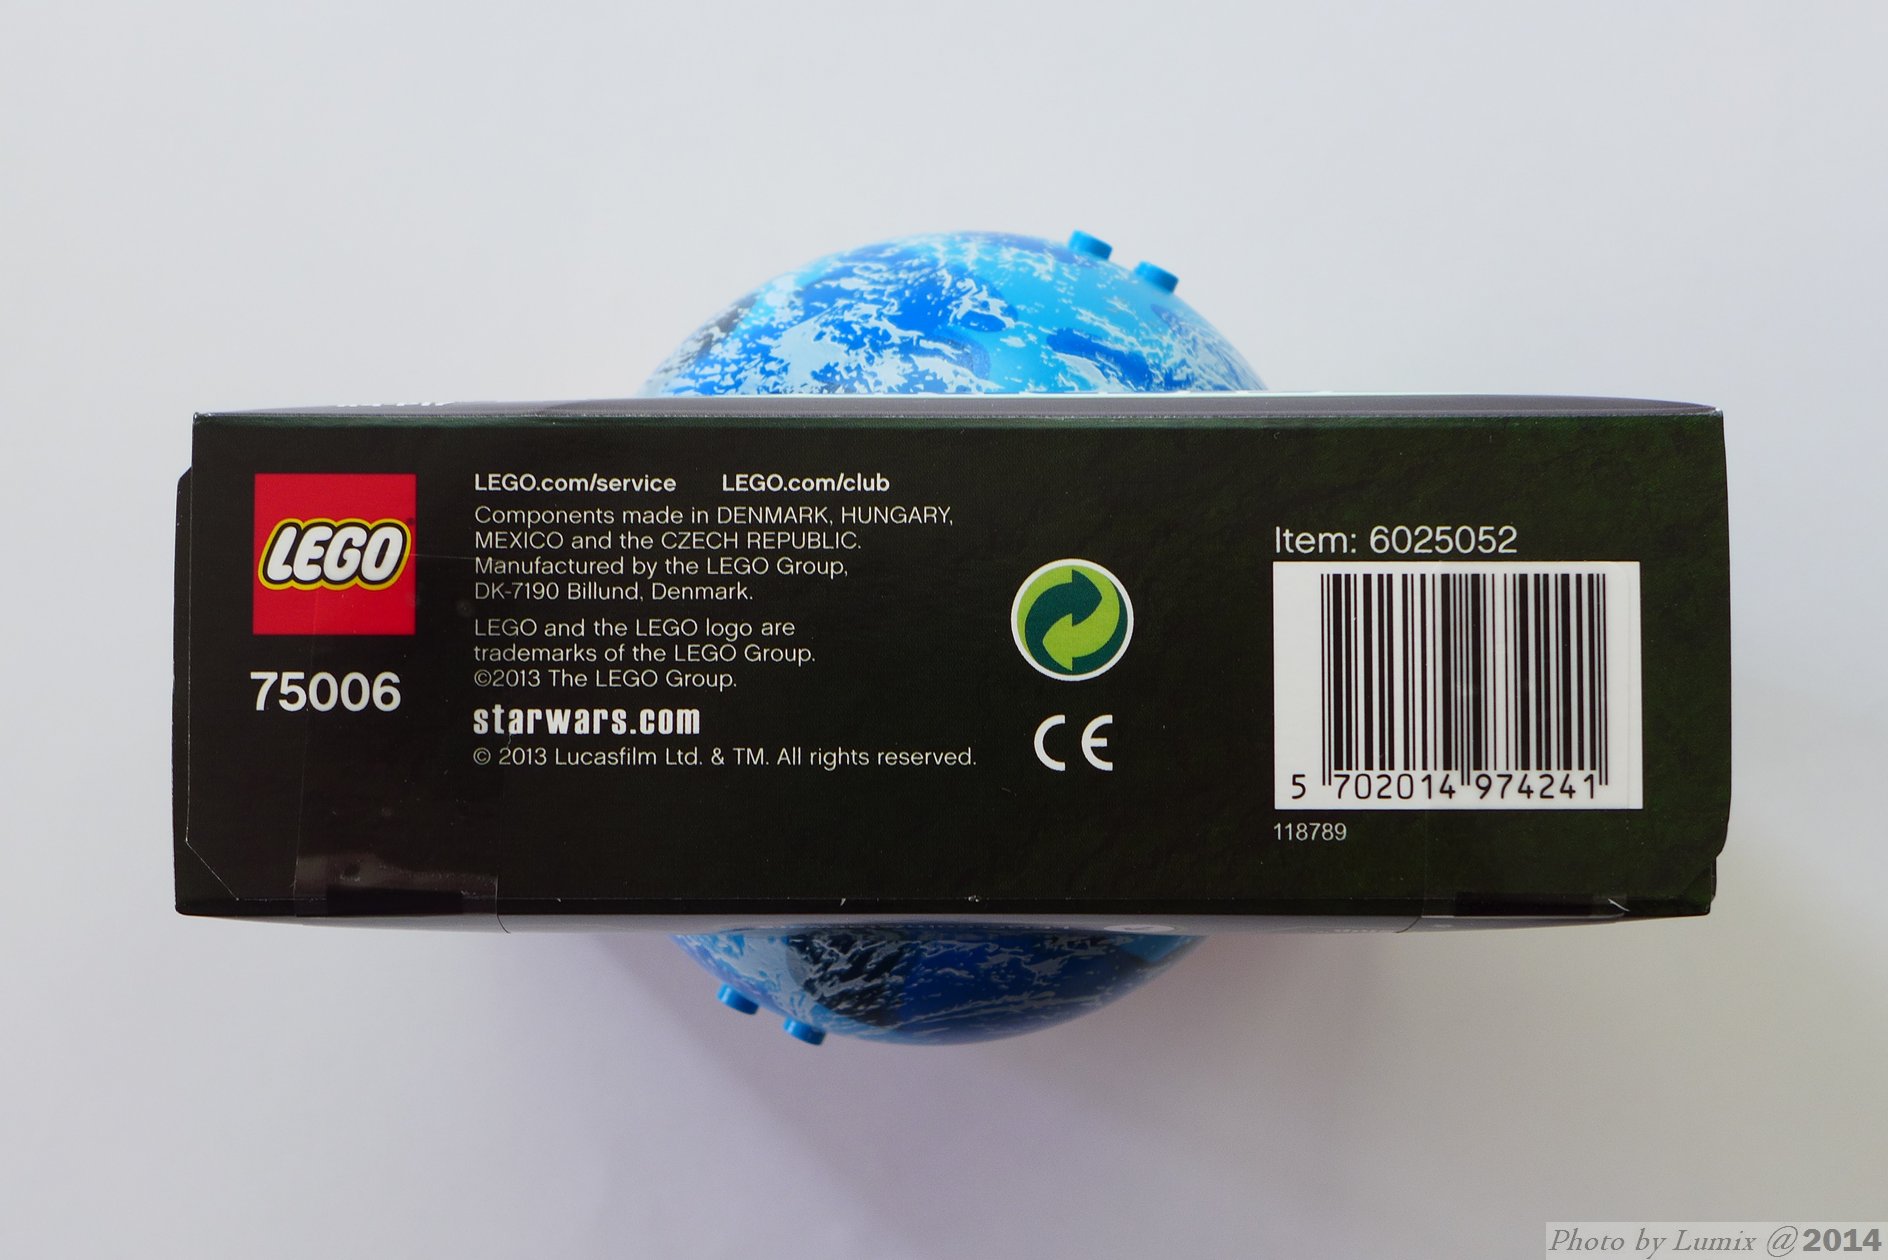 LEGO
75006
LEGO.com/service LEGO.com/club
Components made in DENMARK, HUNGARY,
MEXICO and the CZECH REPUBLIC.
Manufactured by the LEGO Group,
DK-7190 Billund, Denmark.
LEGO and the LEGO logo are
trademarks of the LEGO Group.
©2013 The LEGO Group.
starwars.com
© 2013 Lucasfilm Ltd. & TM. All rights reserved.
CE
Item: 6025052
5 702014 974241
118789
Photo by Lumix @2014